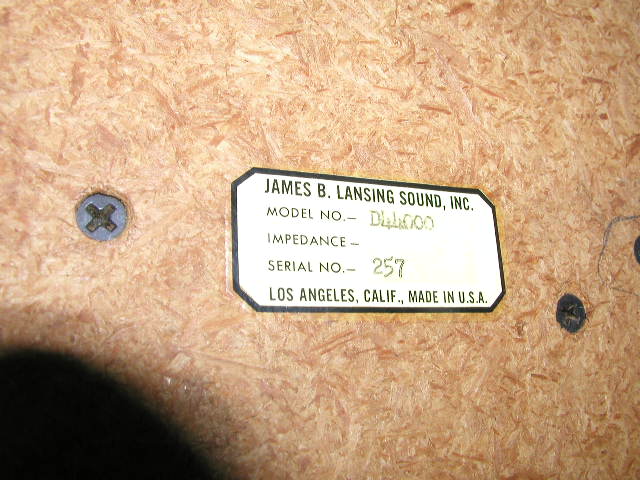 JAMES B. LANSING SOUND, INC.
MODEL NO.— D44000
IMPEDANCE —
SERIAL NO.— 257
LOS ANGELES, CALIF., MADE IN U.S.A.